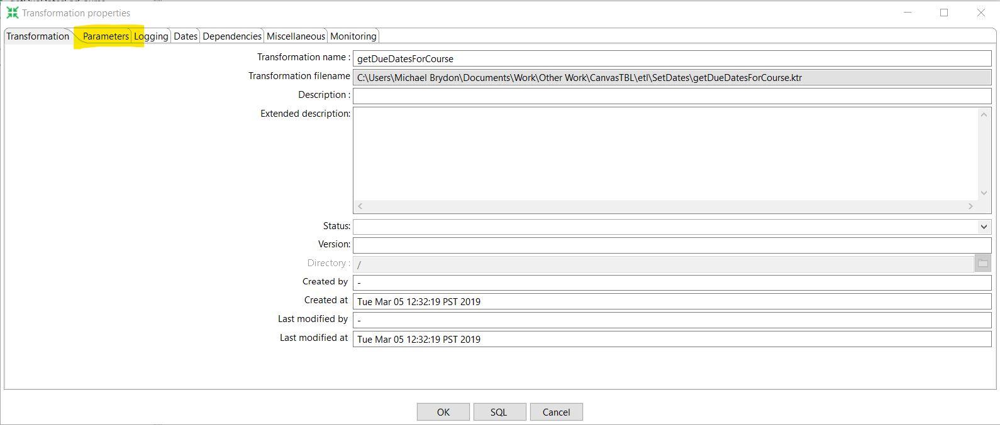 Transformation properties
Transformation Parameters Logging Dates Dependencies Miscellaneous Monitoring
Transformation name : getDueDatesForCourse
Transformation filename C:\Users\Michael Brydon\Documents\Work\Other Work\CanvasTBL\etl\SetDates\getDueDatesForCourse.ktr
Description :
Extended description:
Status:
Version:
Directory : /
Created by -
Created at Tue Mar 05 12:32:19 PST 2019
Last modified by -
Last modified at Tue Mar 05 12:32:19 PST 2019
OK SQL Cancel